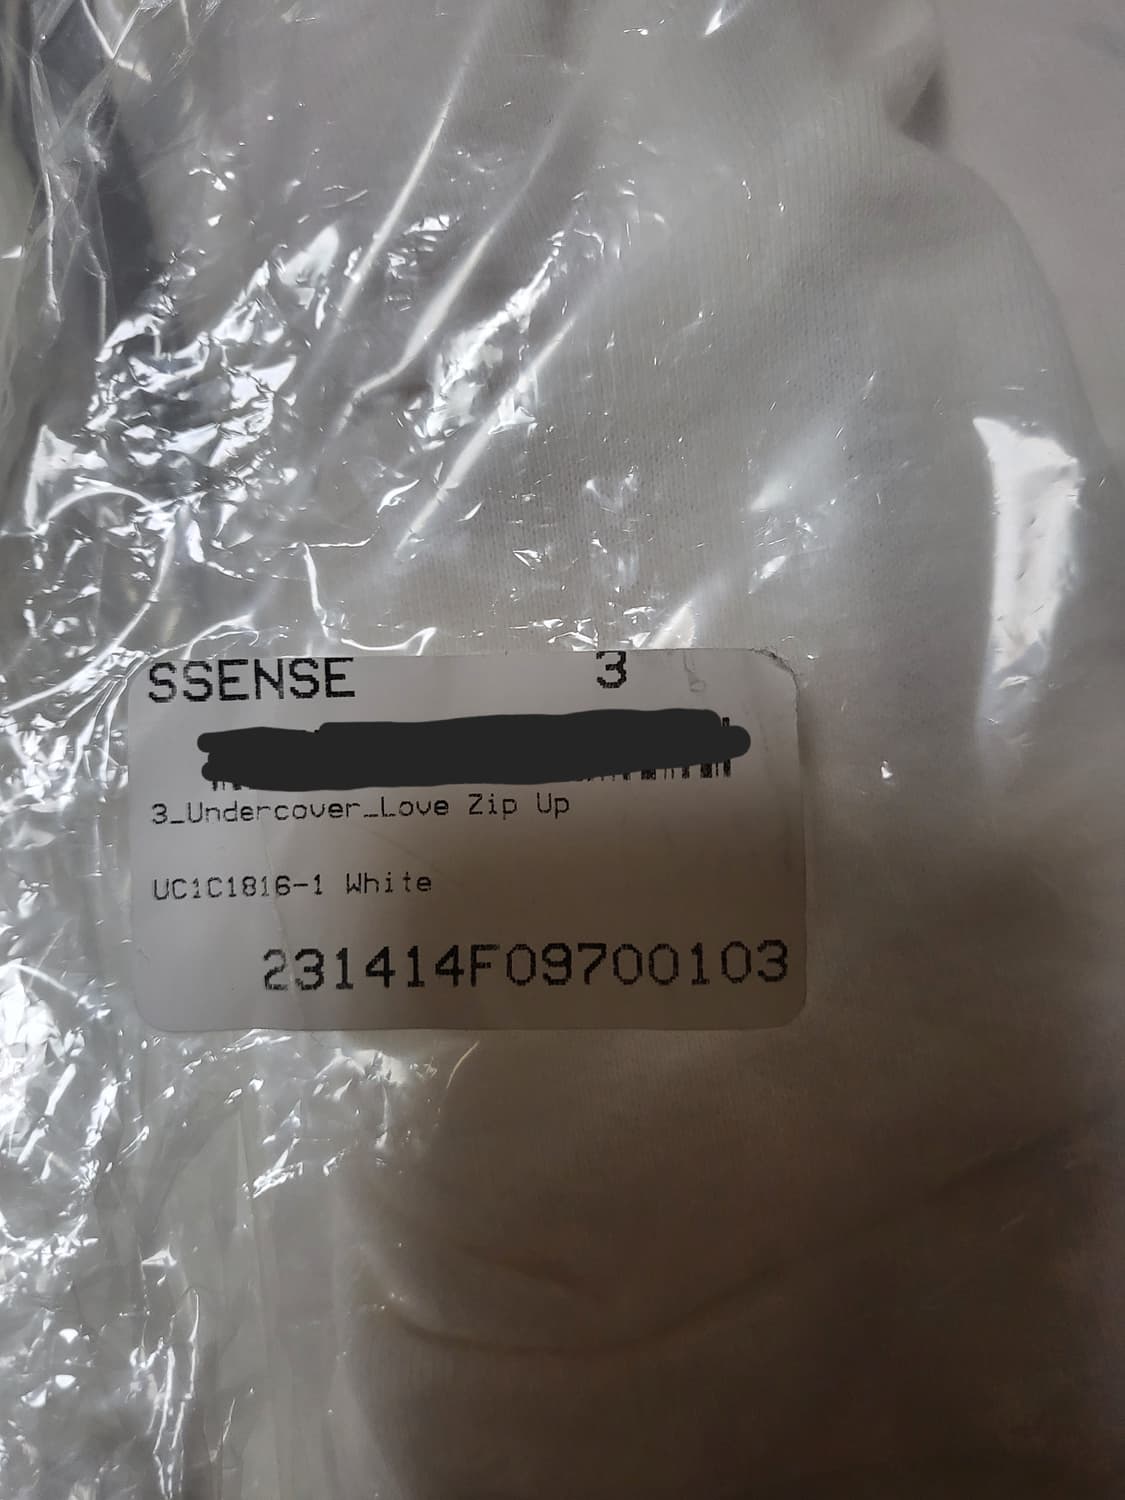 SSENSE 3
3_Undercover_Love Zip Up
UC1C1816-1 White
231414F09700103